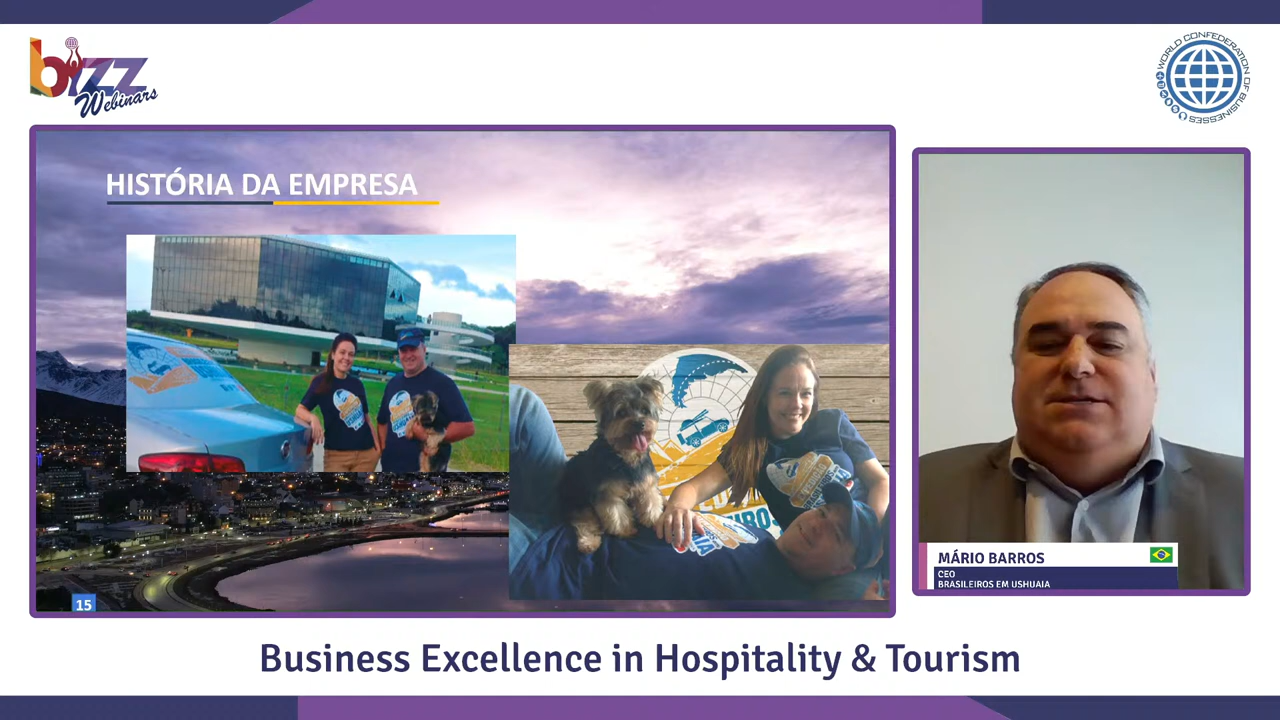 bizz
Webinars
WORLD CONFEDERATION OF BUSINESSES
HISTÓRIA DA EMPRESA
15
MÁRIO BARROS
CEO
BRASILEIROS EM USHUAIA
Business Excellence in Hospitality & Tourism